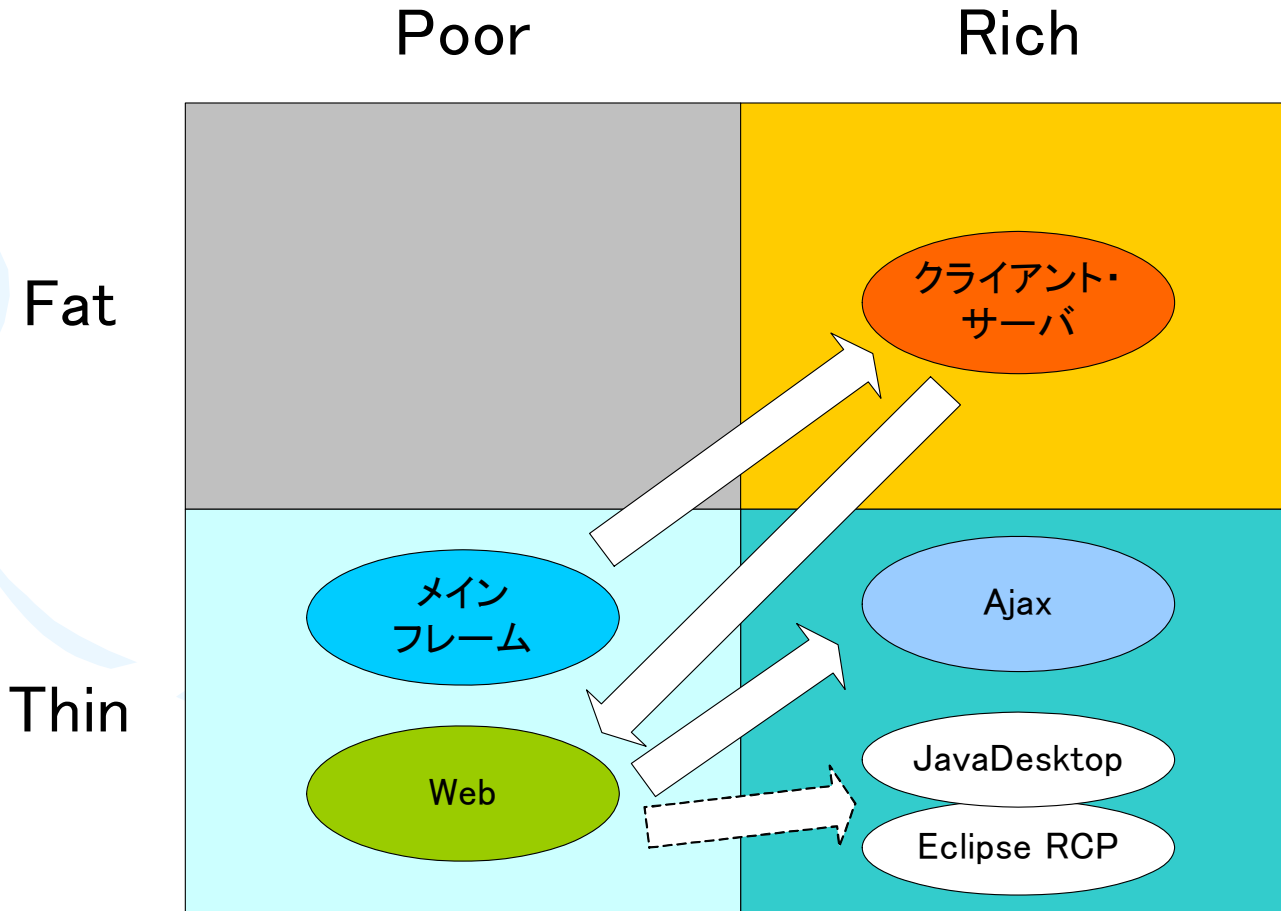 Poor
Rich
Fat
クライアント・
サーバ
メイン
フレーム
Ajax
Thin
Web
JavaDesktop
Eclipse RCP